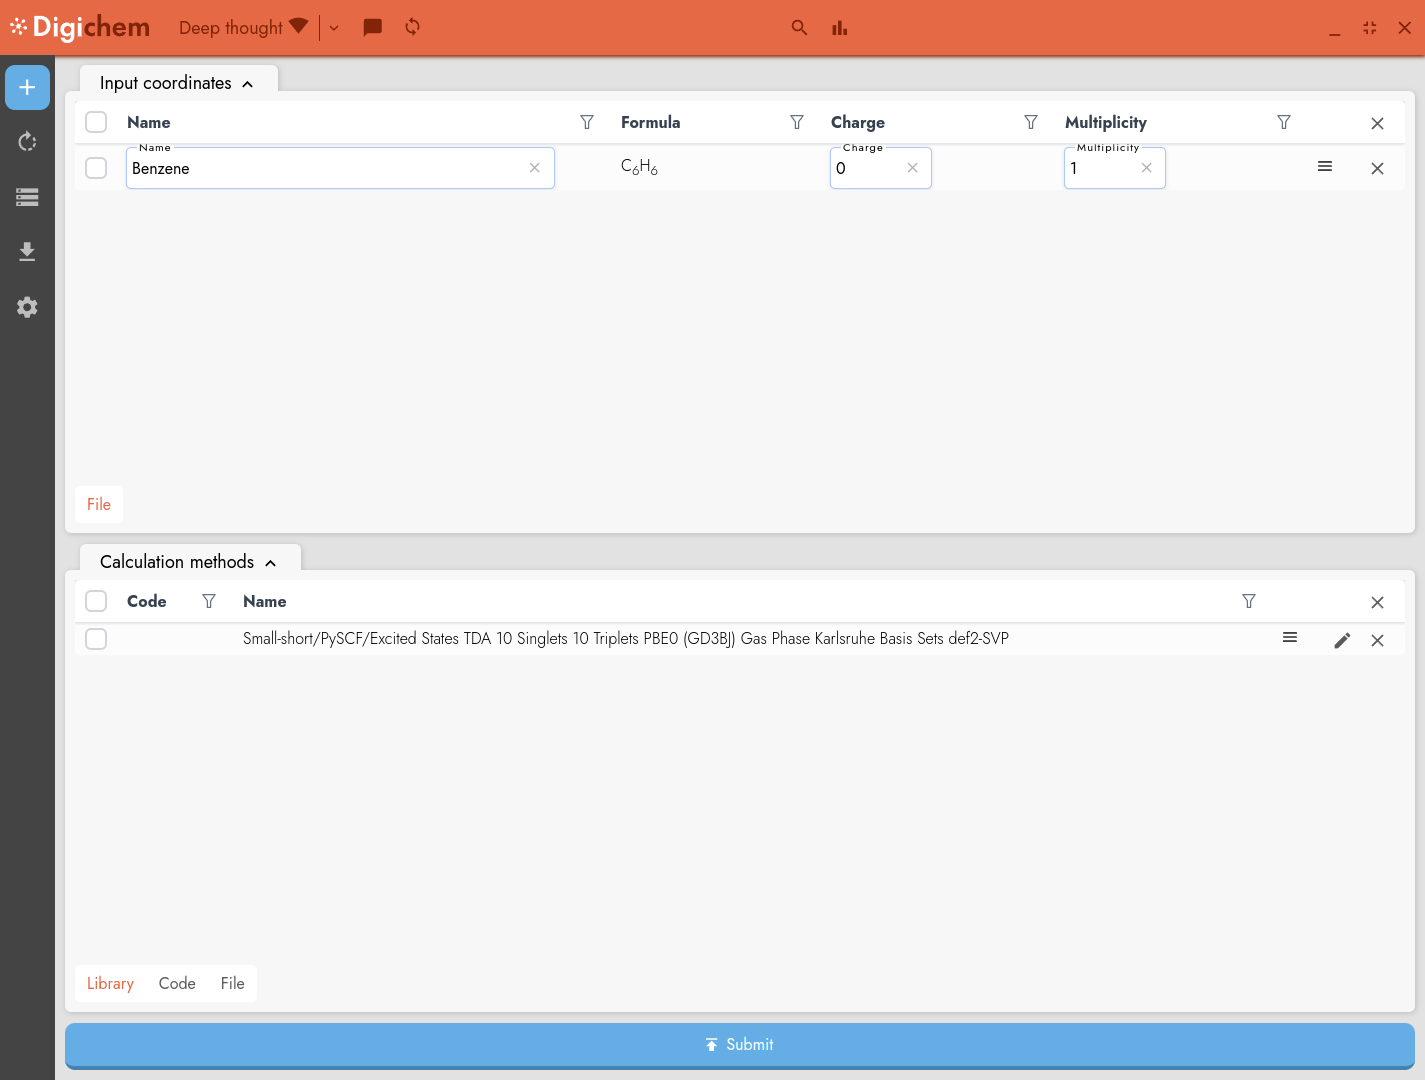 Digichem Deep thought
Input coordinates
Name Formula Charge Multiplicity
Name Charge Multiplicity
Benzene C₆H₆ 0 1
File
Calculation methods
Code Name
Small-short/PySCF/Excited States TDA 10 Singlets 10 Triplets PBE0 (GD3BJ) Gas Phase Karlsruhe Basis Sets def2-SVP
Library Code File
Submit